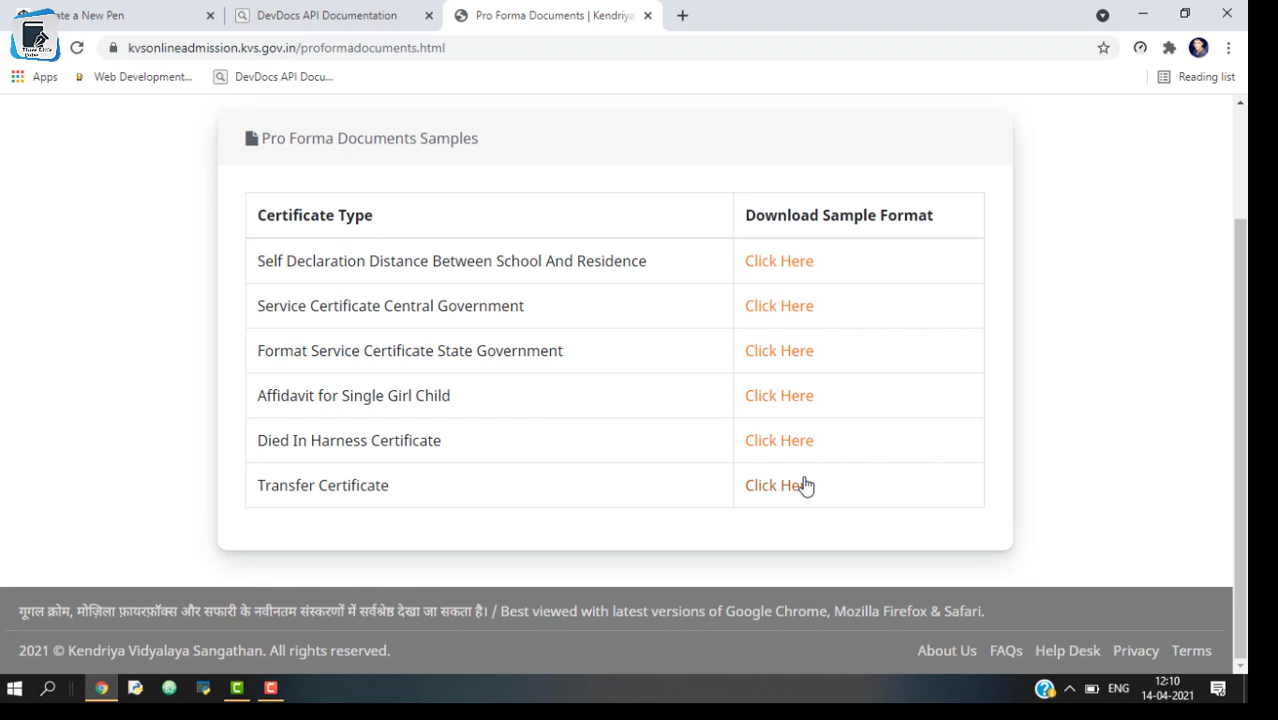 ate a New Pen
DevDocs API Documentation
Pro Forma Documents | Kendriya
kvsonlineadmission.kvs.gov.in/proformadocuments.html
Apps
Web Development...
DevDocs API Docu...
Reading list
Pro Forma Documents Samples
Certificate Type Download Sample Format
Self Declaration Distance Between School And Residence Click Here
Service Certificate Central Government Click Here
Format Service Certificate State Government Click Here
Affidavit for Single Girl Child Click Here
Died In Harness Certificate Click Here
Transfer Certificate Click Here
गूगल क्रोम, मोज़िला फ़ायरफ़ॉक्स और सफारी के नवीनतम संस्करणों में सर्वश्रेष्ठ देखा जा सकता है। / Best viewed with latest versions of Google Chrome, Mozilla Firefox & Safari.
2021 © Kendriya Vidyalaya Sangathan. All rights reserved. About Us FAQs Help Desk Privacy Terms
ENG
12:10
14-04-2021